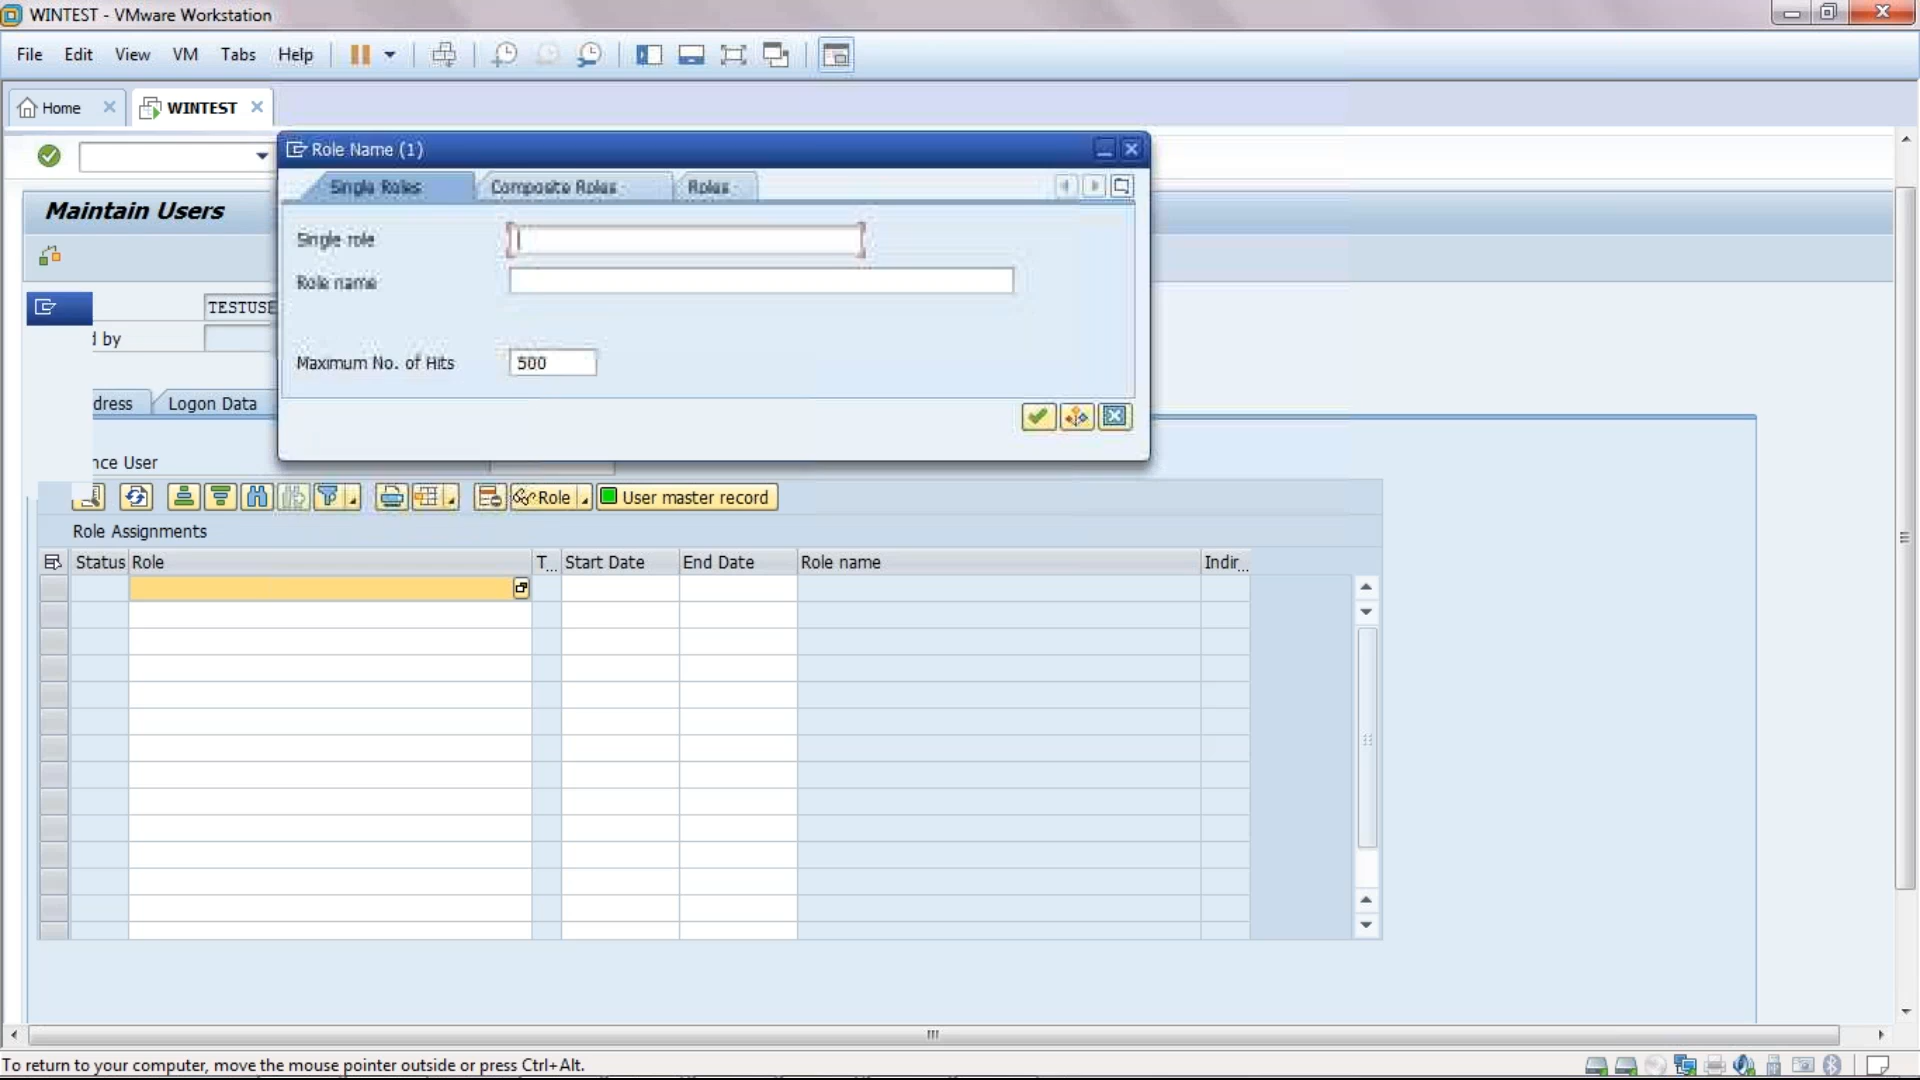 WINTEST - VMware Workstation
File Edit View VM Tabs Help
Home WINTEST
Role Name (1)
Single Roles Composite Roles Roles
Maintain Users
Single role
Role name
TESTUSE
d by
Maximum No. of Hits 500
dress Logon Data
nce User
Role User master record
Role Assignments
Status Role T... Start Date End Date Role name Indir...
To return to your computer, move the mouse pointer outside or press Ctrl+Alt.